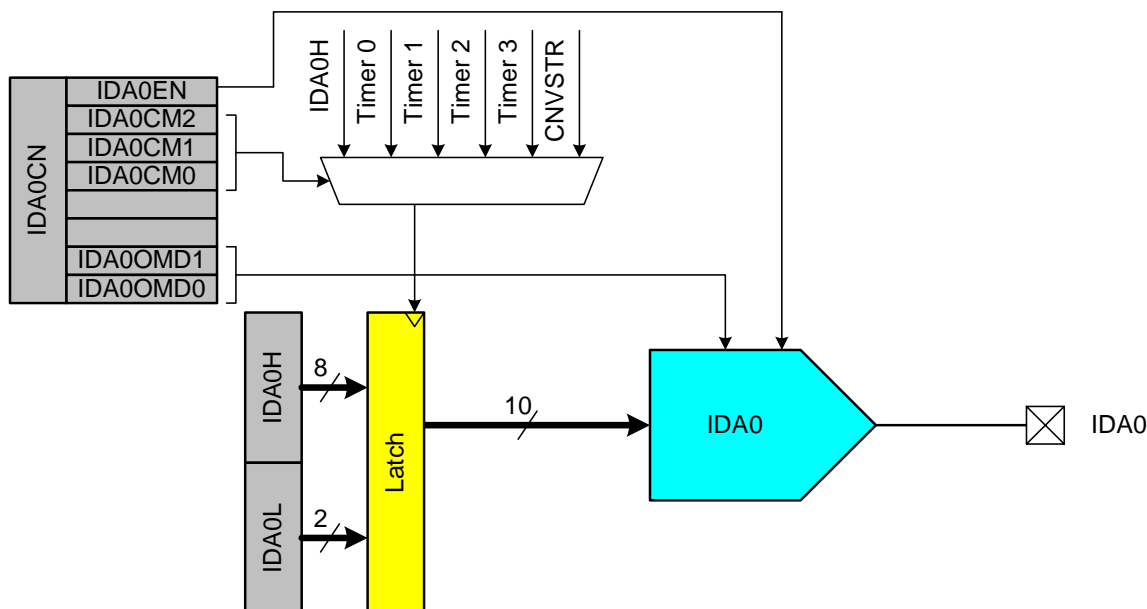 IDA0H
Timer 0
Timer 1
Timer 2
Timer 3
CNVSTR
IDA0CN
IDA0EN
IDA0CM2
IDA0CM1
IDA0CM0
IDA0OMD1
IDA0OMD0
IDA0H
8
IDA0L
2
Latch
10
IDA0
IDA0